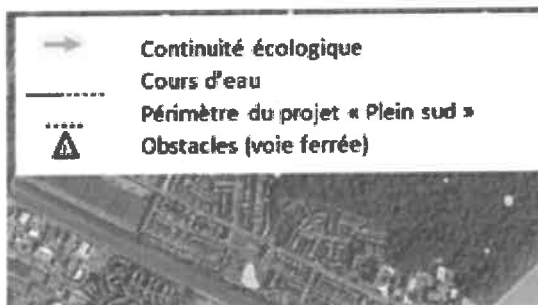 Continuité écologique
Cours d'eau
Périmètre du projet « Plein sud »
Obstacles (voie ferrée)